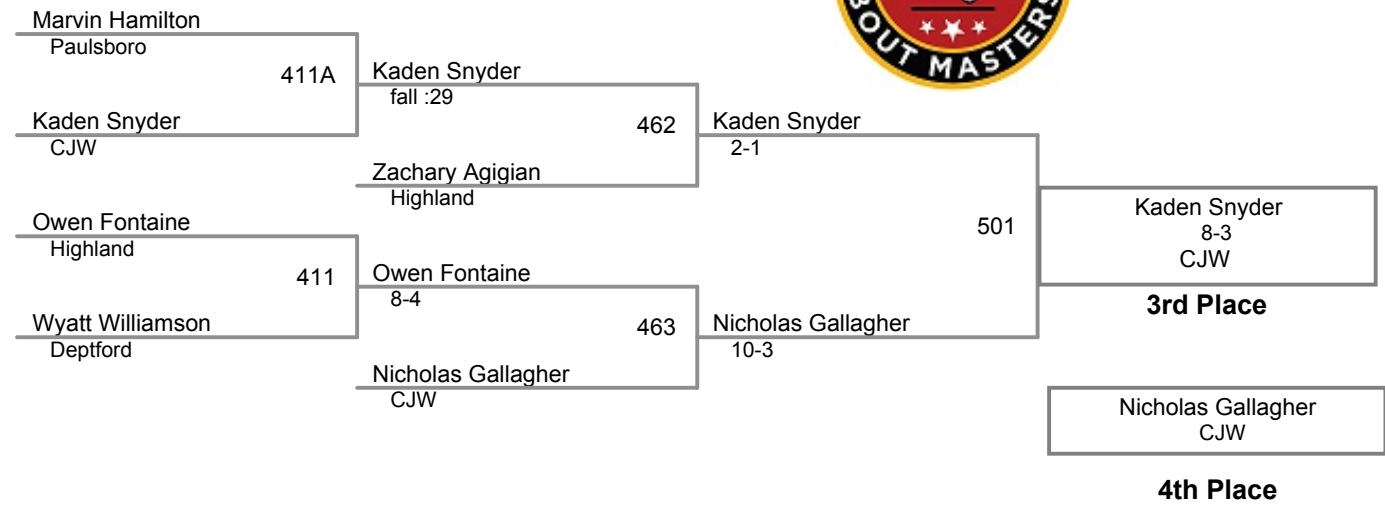 Marvin Hamilton
Paulsboro
411A
Kaden Snyder
CJW
Kaden Snyder
fall :29
462
Zachary Agigian
Highland
Owen Fontaine
Highland
411
Wyatt Williamson
Deptford
Owen Fontaine
8-4
463
Nicholas Gallagher
CJW
Kaden Snyder
2-1
501
Nicholas Gallagher
10-3
Kaden Snyder
8-3
CJW
3rd Place
Nicholas Gallagher
CJW
4th Place
BOUT MASTERS